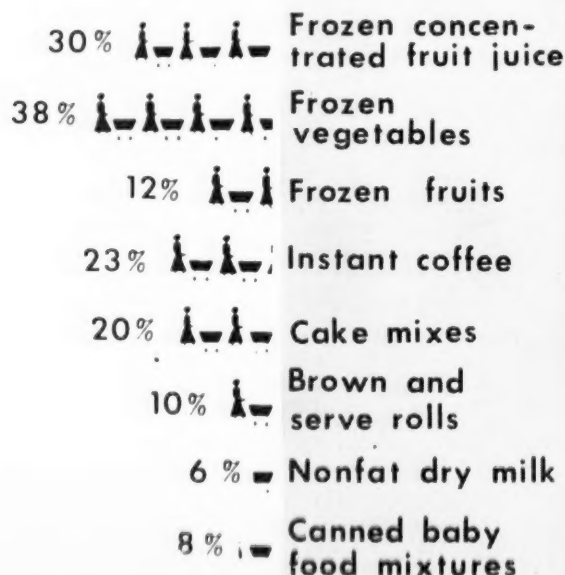 30% Frozen concen-
trated fruit juice
38% Frozen
vegetables
12% Frozen fruits
23% Instant coffee
20% Cake mixes
10% Brown and
serve rolls
6 % Nonfat dry milk
8 % Canned baby
food mixtures